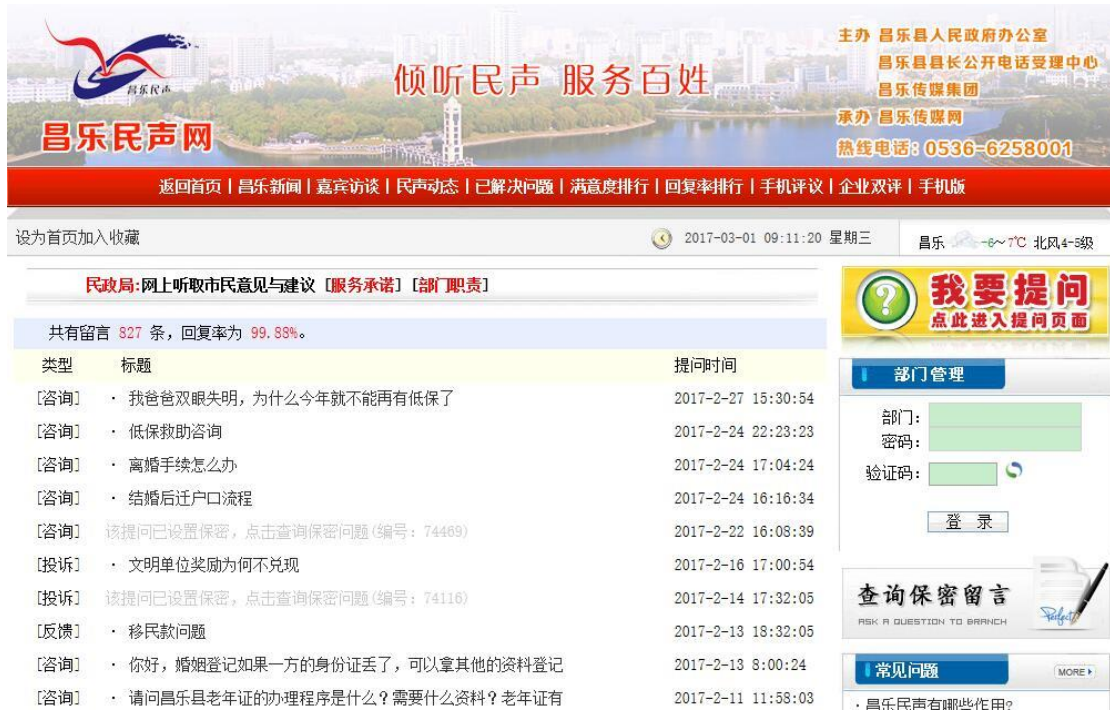 主办 昌乐县人民政府办公室
昌乐县县长公开电话受理中心
昌乐传媒集团
承办 昌乐传媒网
热线电话：0536-6258001
倾听民声 服务百姓
昌乐民声
昌乐民声网
返回首页 | 昌乐新闻 | 嘉宾访谈 | 民声动态 | 已解决问题 | 满意度排行 | 回复率排行 | 手机评议 | 企业双评 | 手机版
设为首页加入收藏
2017-03-01 09:11:20 星期三
昌乐 -6～7℃ 北风4-5级
民政局:网上听取市民意见与建议 [服务承诺] [部门职责]
共有留言 827 条，回复率为 99.88%。
类型 标题 提问时间
[咨询] · 我爸爸双眼失明，为什么今年就不能再有低保了 2017-2-27 15:30:54
[咨询] · 低保救助咨询 2017-2-24 22:23:23
[咨询] · 离婚手续怎么办 2017-2-24 17:04:24
[咨询] · 结婚后迁户口流程 2017-2-24 16:16:34
[咨询] 该提问已设置保密，点击查询保密问题(编号：74469) 2017-2-22 16:08:39
[投诉] · 文明单位奖励为何不兑现 2017-2-16 17:00:54
[投诉] 该提问已设置保密，点击查询保密问题(编号：74116) 2017-2-14 17:32:05
[反馈] · 移民款问题 2017-2-13 18:32:05
[咨询] · 你好，婚姻登记如果一方的身份证丢了，可以拿其他的资料登记 2017-2-13 8:00:24
[咨询] · 请问昌乐县老年证的办理程序是什么？需要什么资料？老年证有 2017-2-11 11:58:03
我要提问
点此进入提问页面
部门管理
部门：
密码：
验证码：
登 录
查询保密留言
ASK A QUESTION TO BRANCH
Perfect
常见问题 MORE
· 昌乐民声有哪些作用?